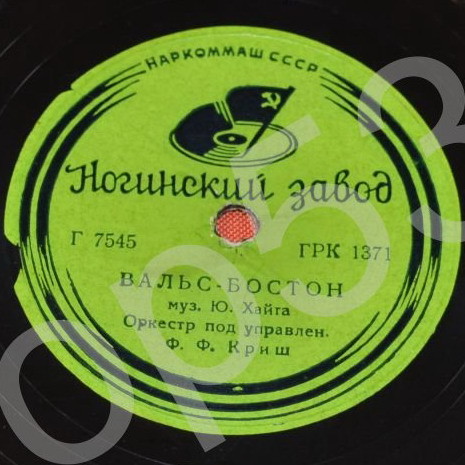 НАРКОММАШ СССР
Ногинский завод
Г 7545 ГРК 1371
ВАЛЬС-БОСТОН
муз. Ю. Хайга
Оркестр под управлен.
Ф. Ф. Криш